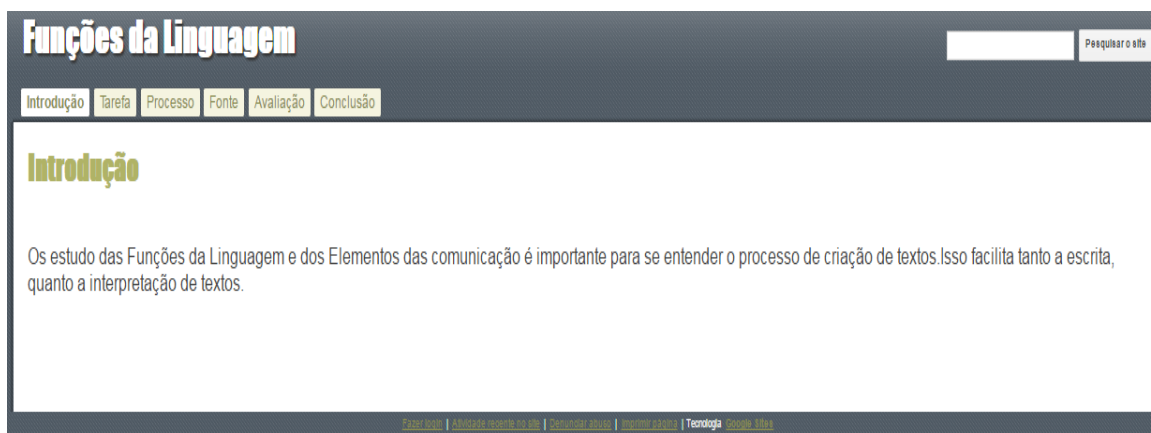 Funções da Linguagem
Pesquisar o site
Introdução Tarefa Processo Fonte Avaliação Conclusão
Introdução
Os estudo das Funções da Linguagem e dos Elementos das comunicação é importante para se entender o processo de criação de textos.Isso facilita tanto a escrita,
quanto a interpretação de textos.
Fazer login | Atividade recente no site | Denunciar abuso | Imprimir página | Tecnologia Google Sites